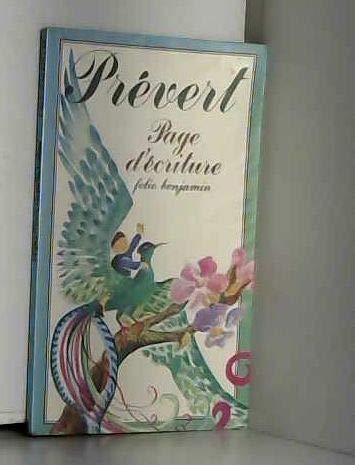 Prévert
Page
d'écriture
folio benjamin